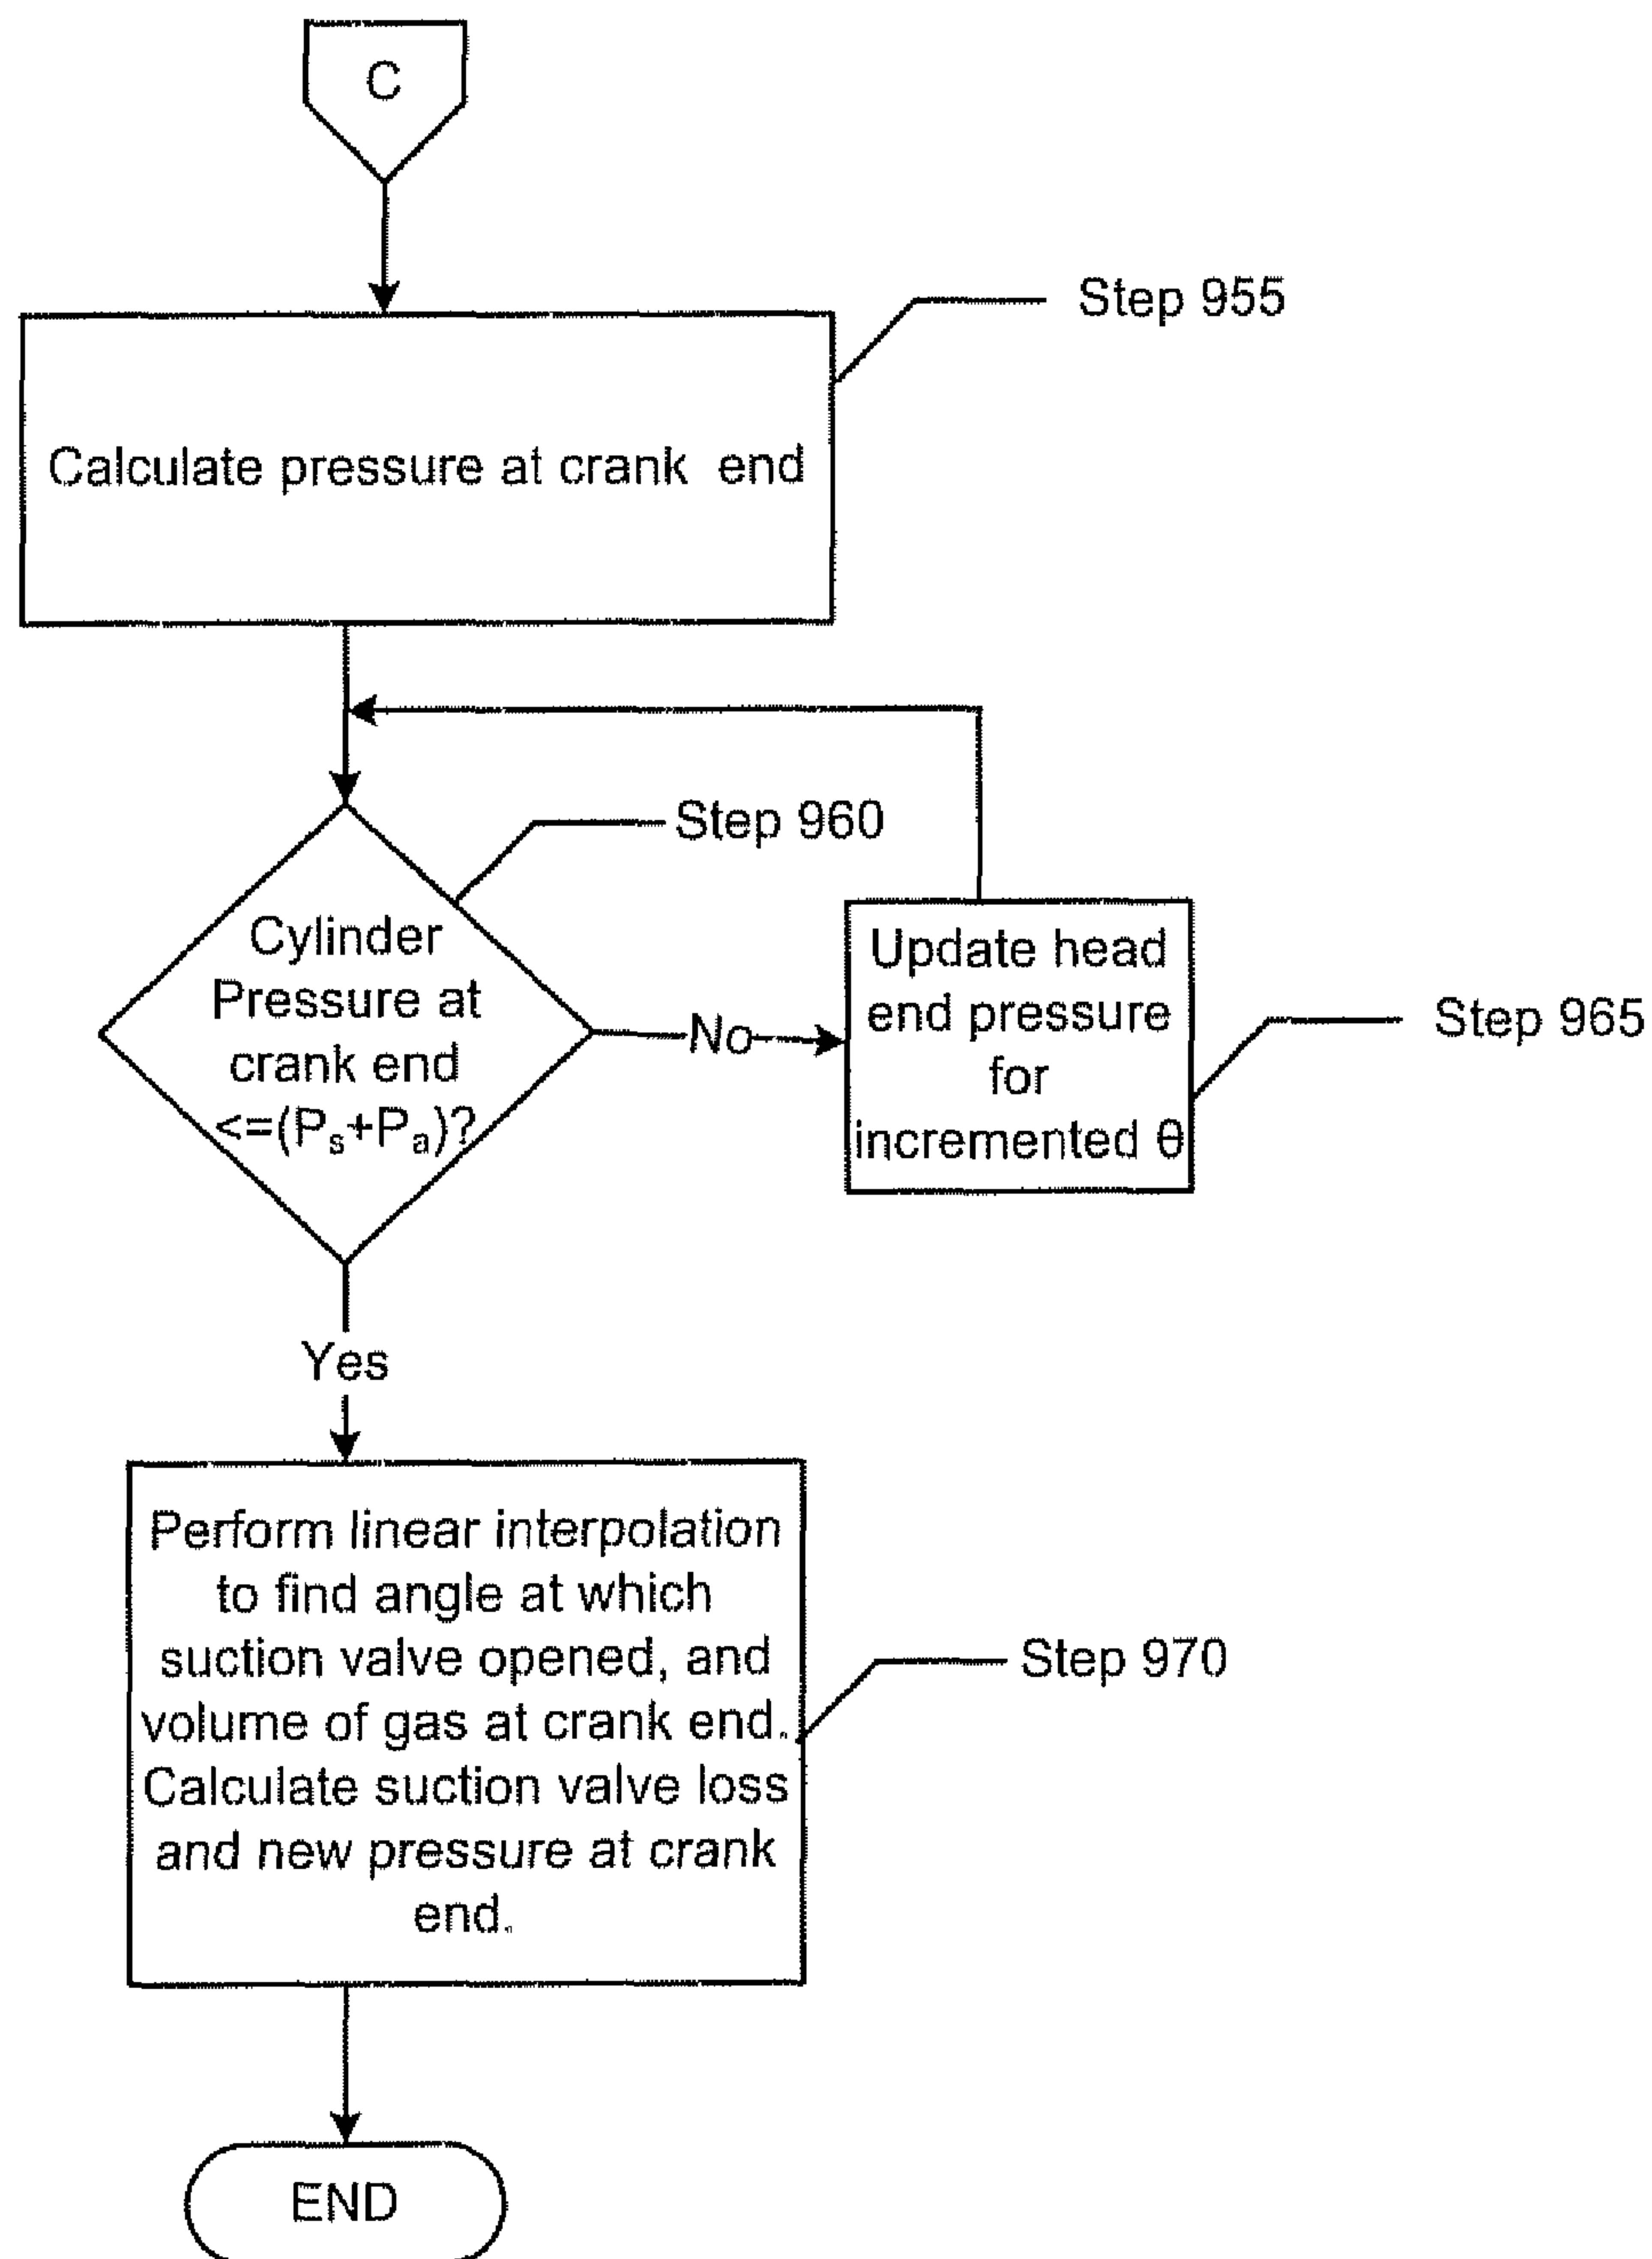 C
Step 955
Calculate pressure at crank end
Step 960
Cylinder
Pressure at
crank end
<=(Pₛ+Pₐ)?
No
Update head
end pressure
for
incremented θ
Step 965
Yes
Perform linear interpolation
to find angle at which
suction valve opened, and
volume of gas at crank end.
Calculate suction valve loss
and new pressure at crank
end.
Step 970
END